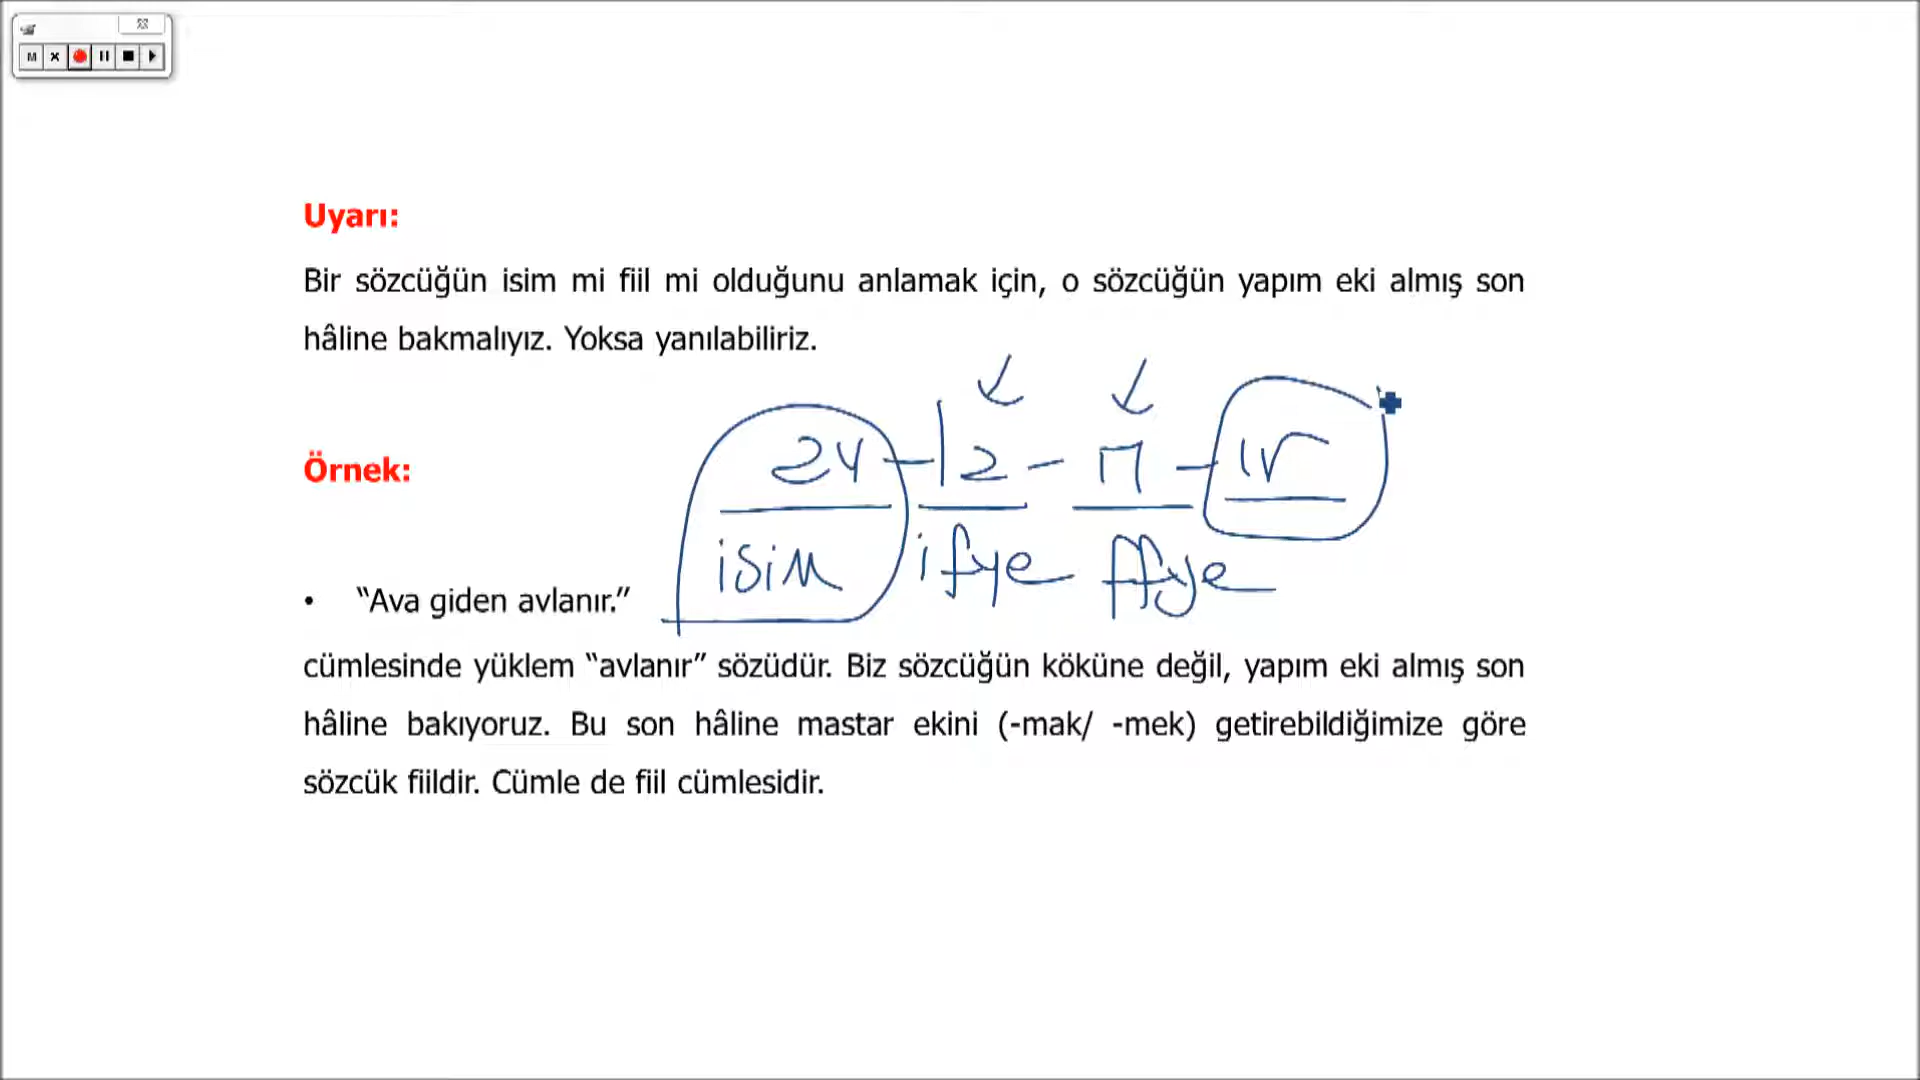 M
Uyarı:
Bir sözcüğün isim mi fiil mi olduğunu anlamak için, o sözcüğün yapım eki almış son
hâline bakmalıyız. Yoksa yanılabiliriz.
av - la - n - ır
Örnek:
isim ifye ffye
• “Ava giden avlanır.”
cümlesinde yüklem “avlanır” sözüdür. Biz sözcüğün köküne değil, yapım eki almış son
hâline bakıyoruz. Bu son hâline mastar ekini (-mak/ -mek) getirebildiğimize göre
sözcük fiildir. Cümle de fiil cümlesidir.